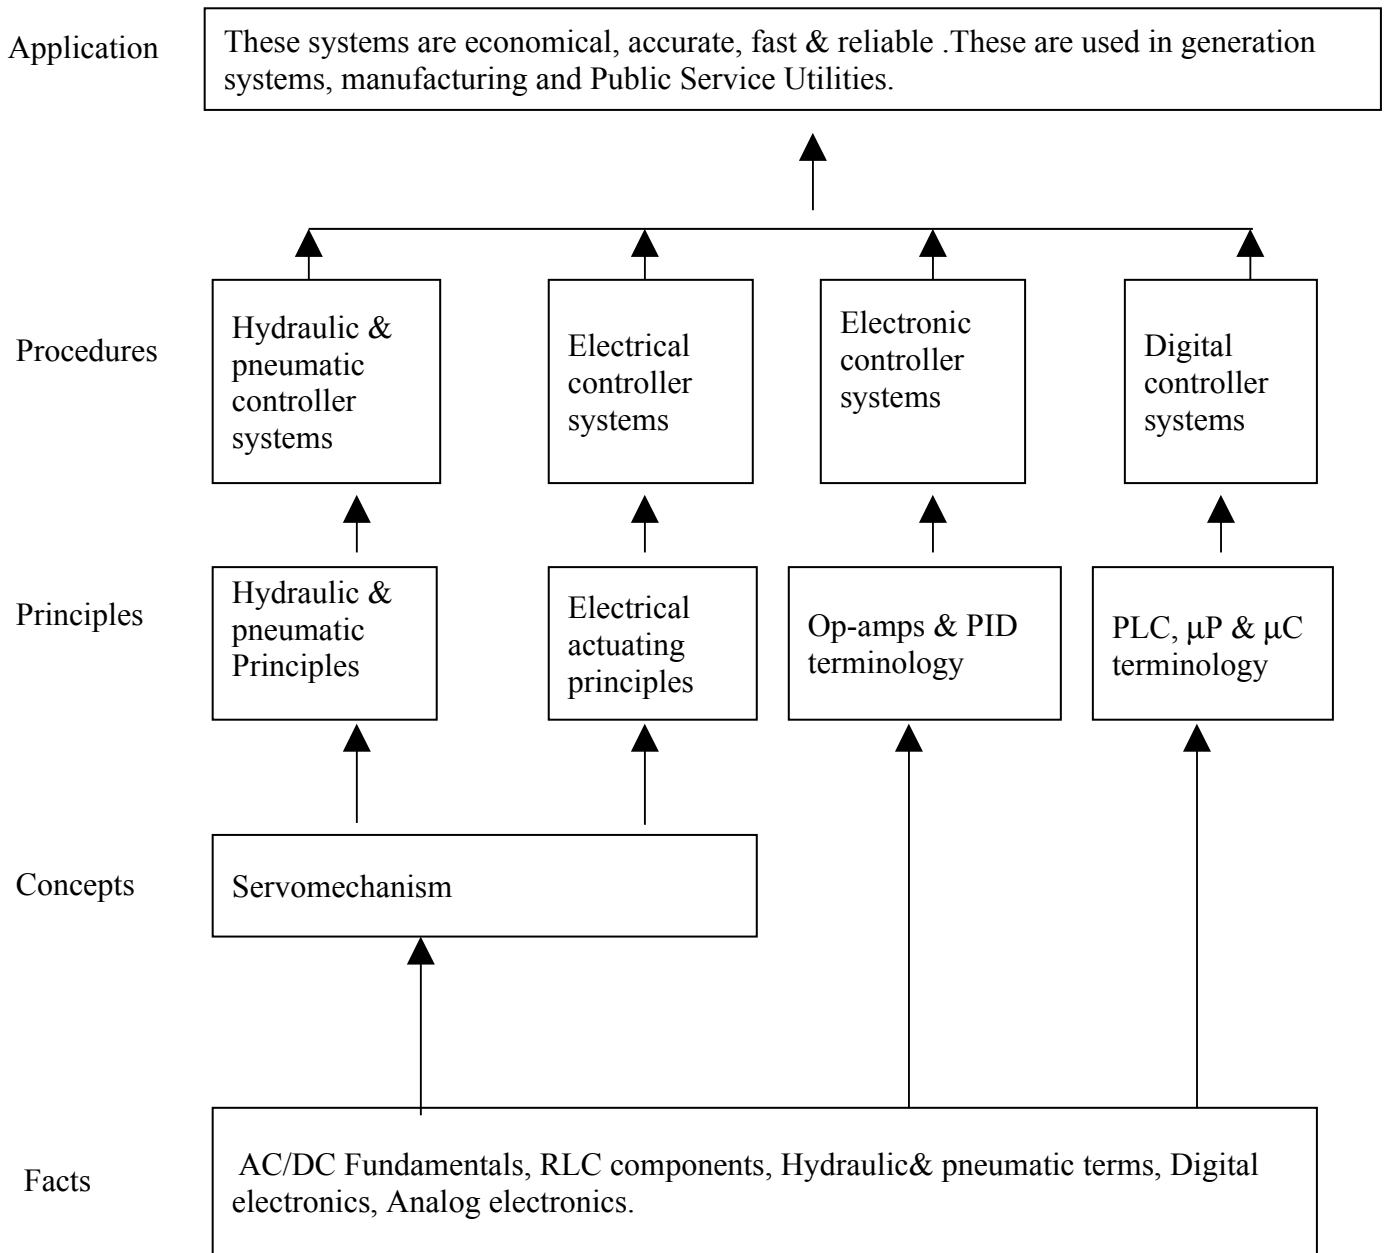 Application
These systems are economical, accurate, fast & reliable .These are used in generation
systems, manufacturing and Public Service Utilities.
Procedures
Hydraulic &
pneumatic
controller
systems
Electrical
controller
systems
Electronic
controller
systems
Digital
controller
systems
Principles
Hydraulic &
pneumatic
Principles
Electrical
actuating
principles
Op-amps & PID
terminology
PLC, µP & µC
terminology
Concepts
Servomechanism
Facts
AC/DC Fundamentals, RLC components, Hydraulic& pneumatic terms, Digital
electronics, Analog electronics.